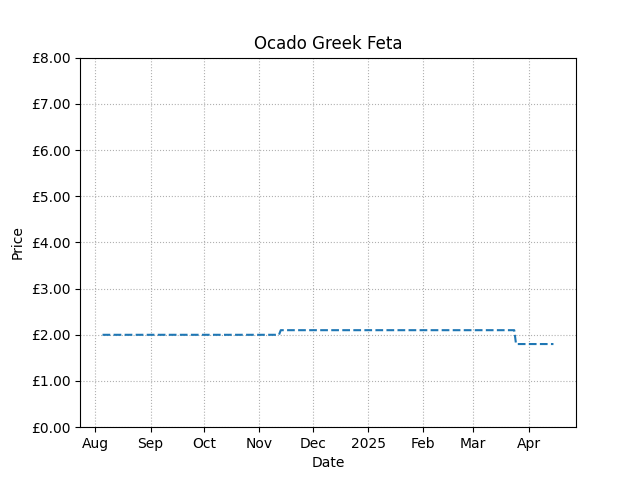 Ocado Greek Feta
£8.00
£7.00
£6.00
£5.00
£4.00
£3.00
£2.00
£1.00
£0.00
Price
Aug Sep Oct Nov Dec 2025 Feb Mar Apr
Date